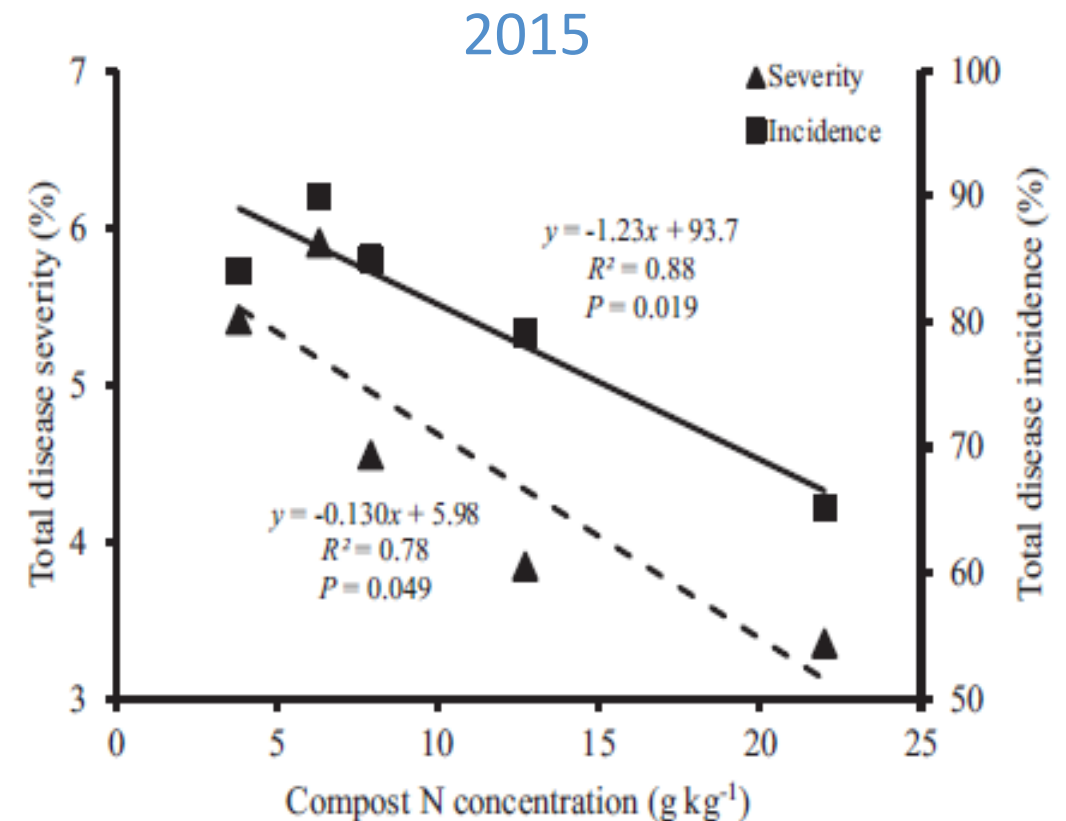 2015
Severity
Incidence
Total disease severity (%)
7
6
5
4
3
Total disease incidence (%)
100
90
80
70
60
50
y = -1.23x + 93.7
R² = 0.88
P = 0.019
y = -0.130x + 5.98
R² = 0.78
P = 0.049
0 5 10 15 20 25
Compost N concentration (g kg⁻¹)